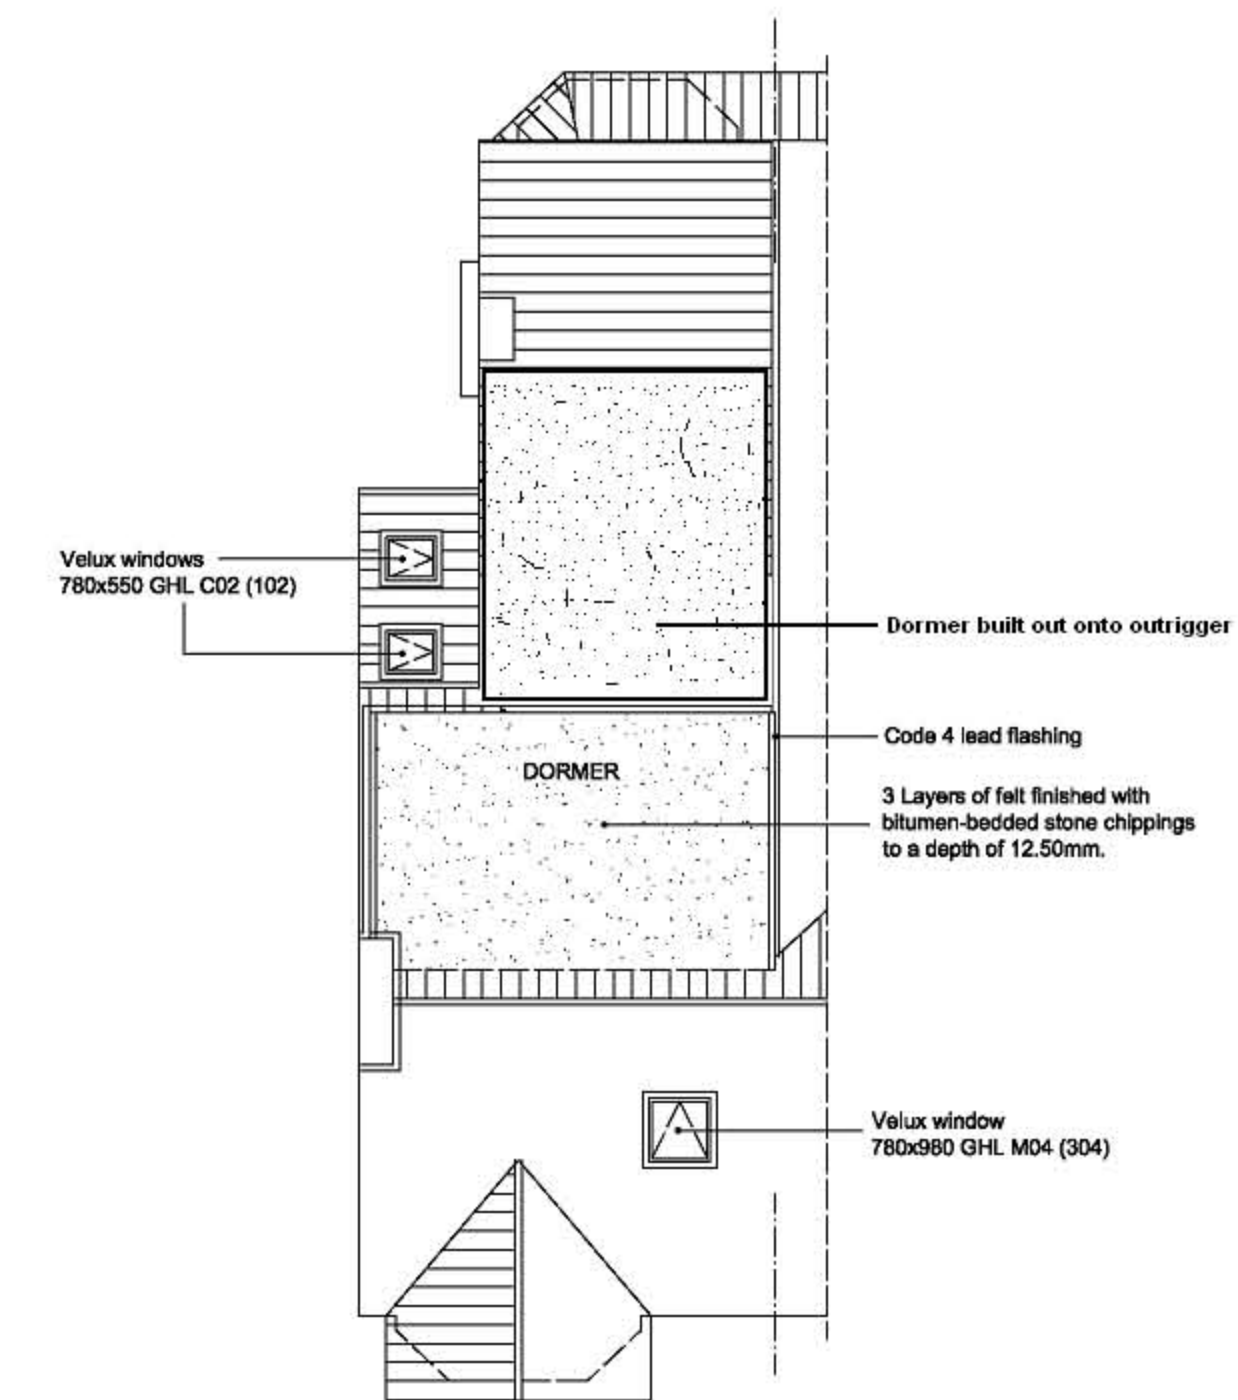 Velux windows
780x550 GHL C02 (102)
Dormer built out onto outrigger
Code 4 lead flashing
DORMER
3 Layers of felt finished with
bitumen-bedded stone chippings
to a depth of 12.50mm.
Velux window
780x980 GHL M04 (304)